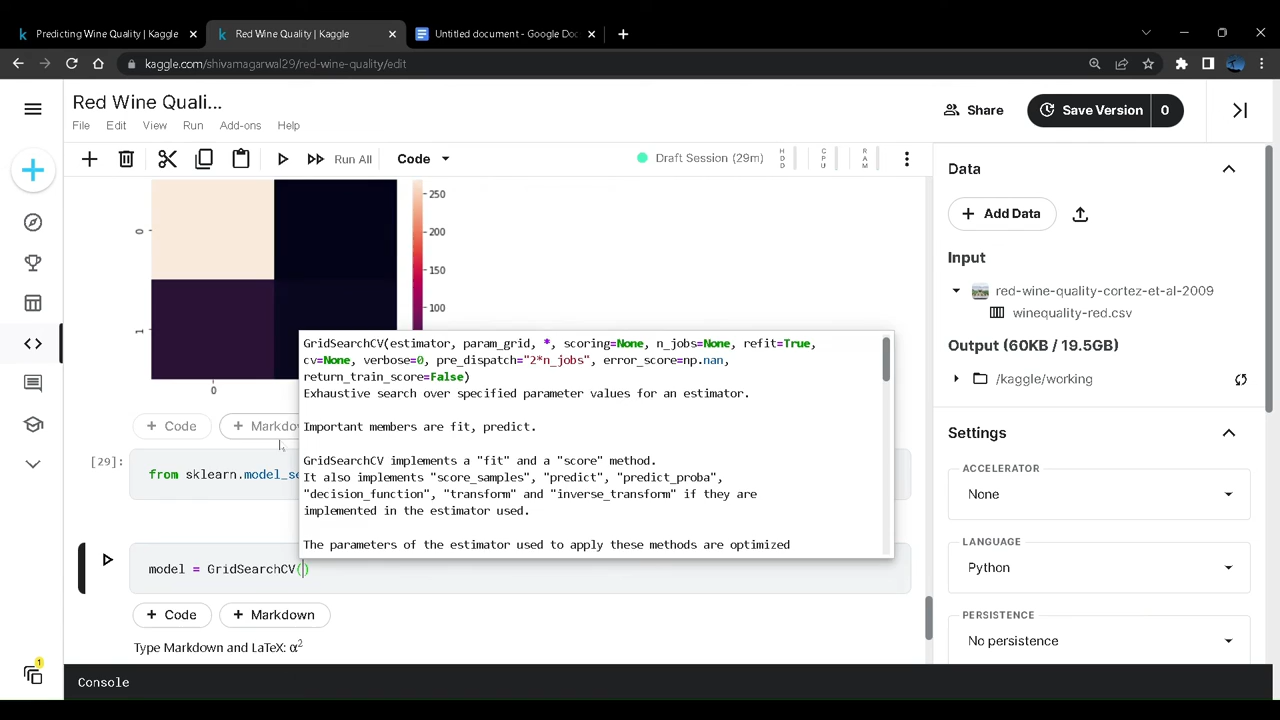 Predicting Wine Quality | Kaggle
Red Wine Quality | Kaggle
Untitled document - Google Doc
kaggle.com/shivamagarwal29/red-wine-quality/edit
Red Wine Quali...
File Edit View Run Add-ons Help
Share
Save Version 0
Run All
Code
Draft Session (29m)
HDD
CPU
RAM
Data
Add Data
Input
red-wine-quality-cortez-et-al-2009
winequality-red.csv
Output (60KB / 19.5GB)
/kaggle/working
Settings
ACCELERATOR
None
LANGUAGE
Python
PERSISTENCE
No persistence
0
1
0
250
200
150
100
+ Code
+ Markdow
[29]:
from sklearn.model_se
GridSearchCV(estimator, param_grid, *, scoring=None, n_jobs=None, refit=True,
cv=None, verbose=0, pre_dispatch="2*n_jobs", error_score=np.nan,
return_train_score=False)
Exhaustive search over specified parameter values for an estimator.
Important members are fit, predict.
GridSearchCV implements a "fit" and a "score" method.
It also implements "score_samples", "predict", "predict_proba",
"decision_function", "transform" and "inverse_transform" if they are
implemented in the estimator used.
The parameters of the estimator used to apply these methods are optimized
model = GridSearchCV()
+ Code
+ Markdown
Type Markdown and LaTeX: α²
1
Console